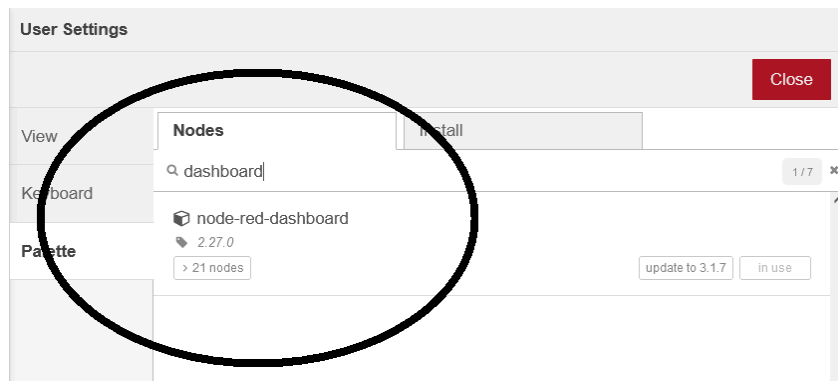 User Settings
Close
View
Nodes
Install
dashboard
1 / 7
Keyboard
node-red-dashboard
2.27.0
Palette
> 21 nodes
update to 3.1.7
in use